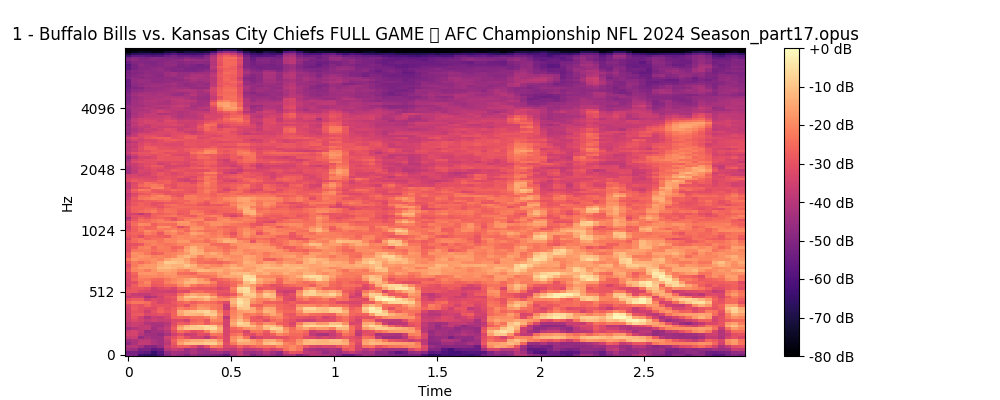 1 - Buffalo Bills vs. Kansas City Chiefs FULL GAME ▯ AFC Championship NFL 2024 Season_part17.opus
+0 dB
-10 dB
-20 dB
-30 dB
-40 dB
-50 dB
-60 dB
-70 dB
-80 dB
4096
2048
1024
512
0
Hz
0
0.5
1
1.5
2
2.5
Time